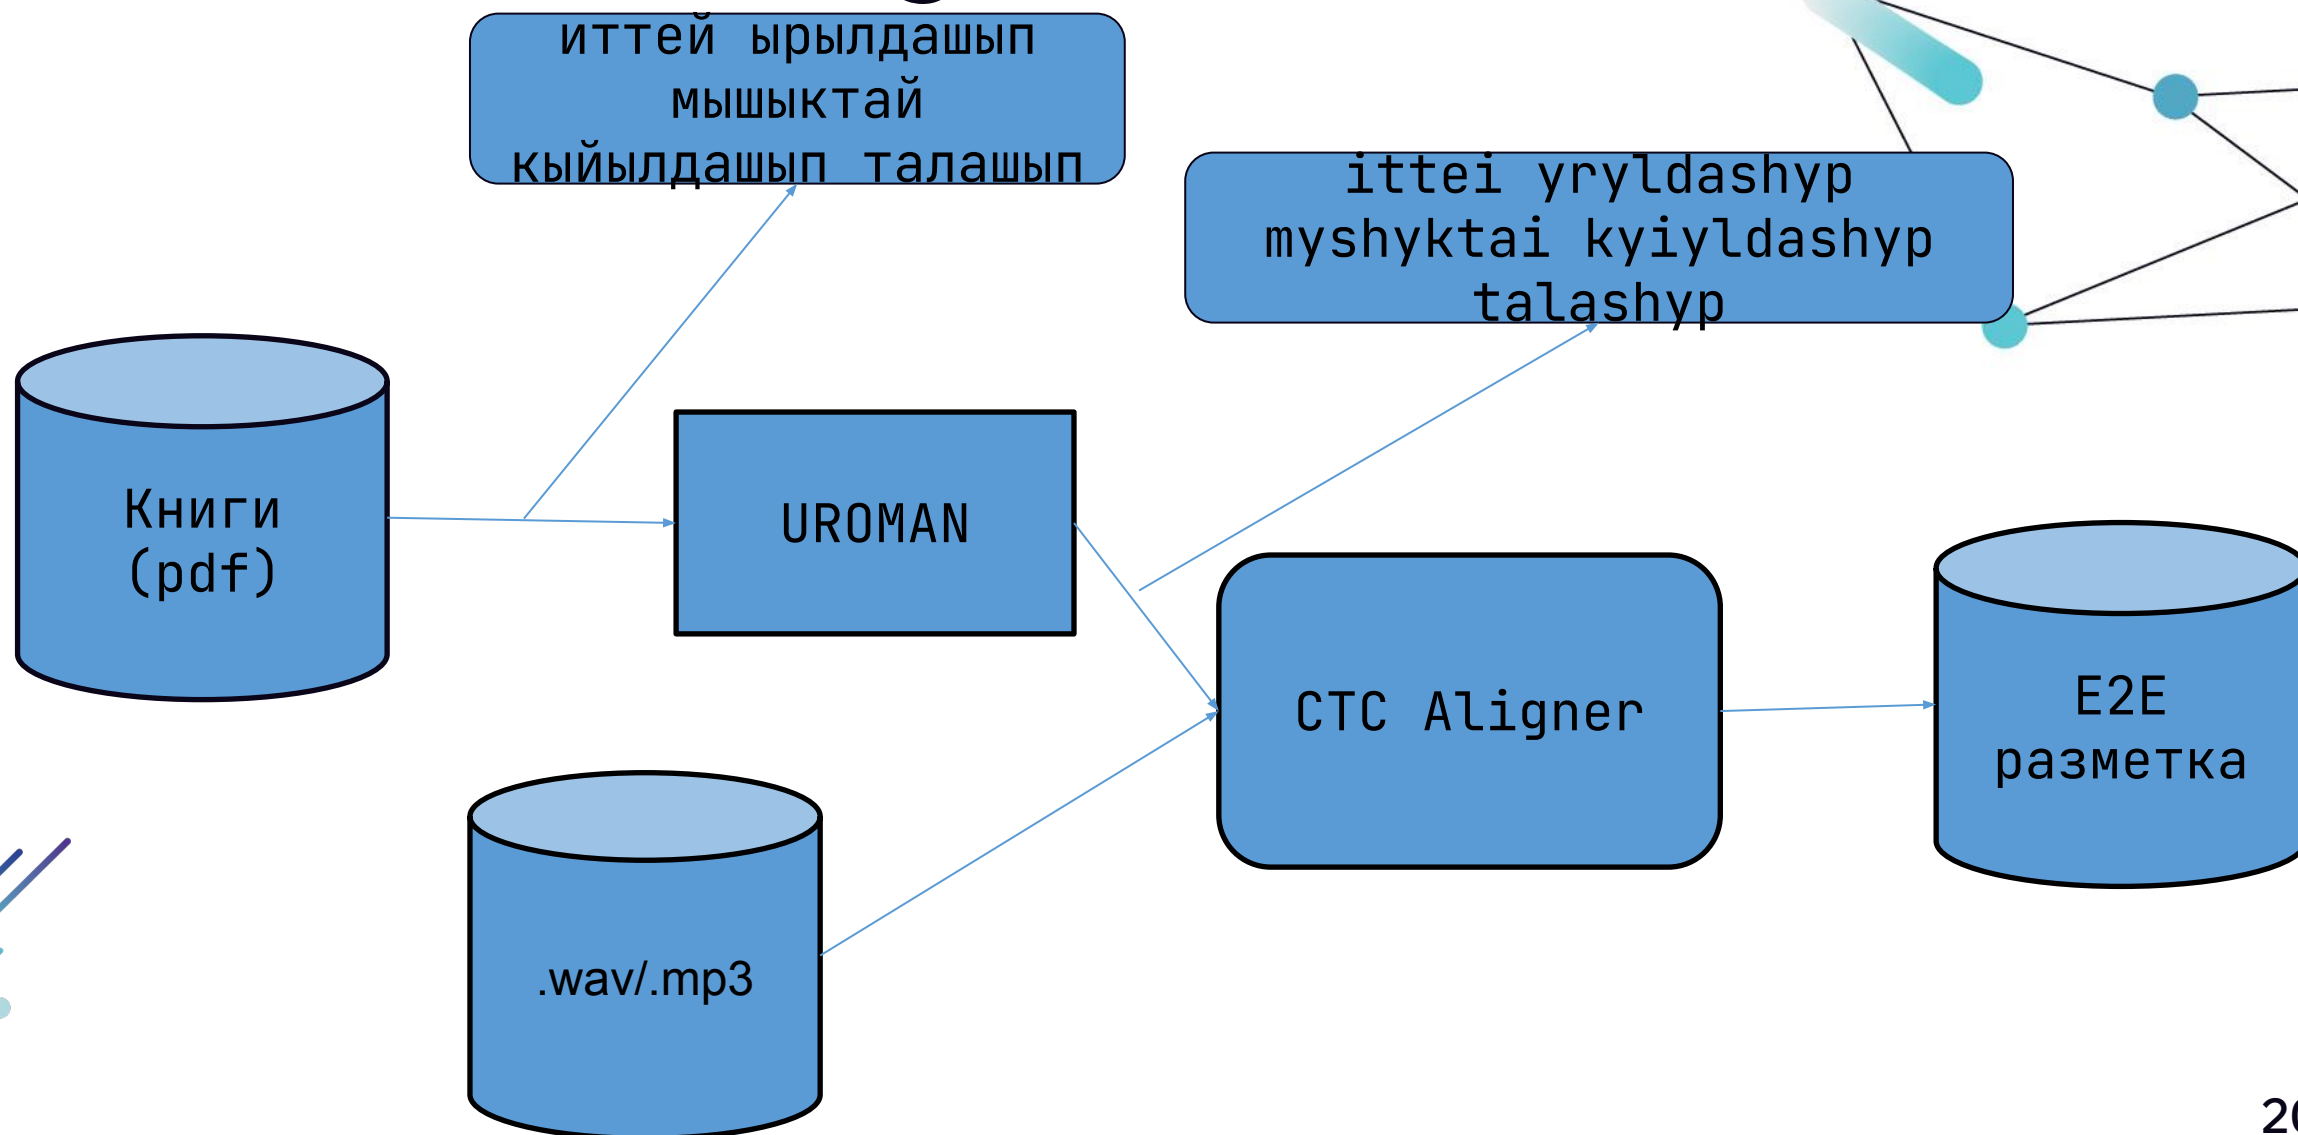 иттей ырылдашып
мышыктай
кыйылдашып талашып
ittei yryldashyp
myshyktai kyiyldashyp
talashyp
Книги
(pdf)
UROMAN
CTC Aligner
E2E
разметка
.wav/.mp3